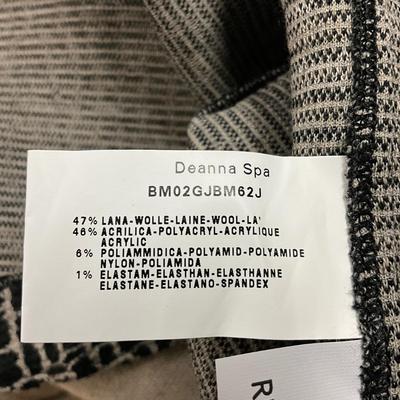 Deanna Spa
BM02GJBM62J
47% LANA-WOLLE-LAINE-WOOL-LA'
46% ACRILICA-POLYACRYL-ACRYLIQUE
ACRYLIC
6% POLIAMMIDICA-POLYAMID-POLYAMIDE
NYLON-POLIAMIDA
1% ELASTAM-ELASTHAN-ELASTHANNE
ELASTANE-ELASTANO-SPANDEX